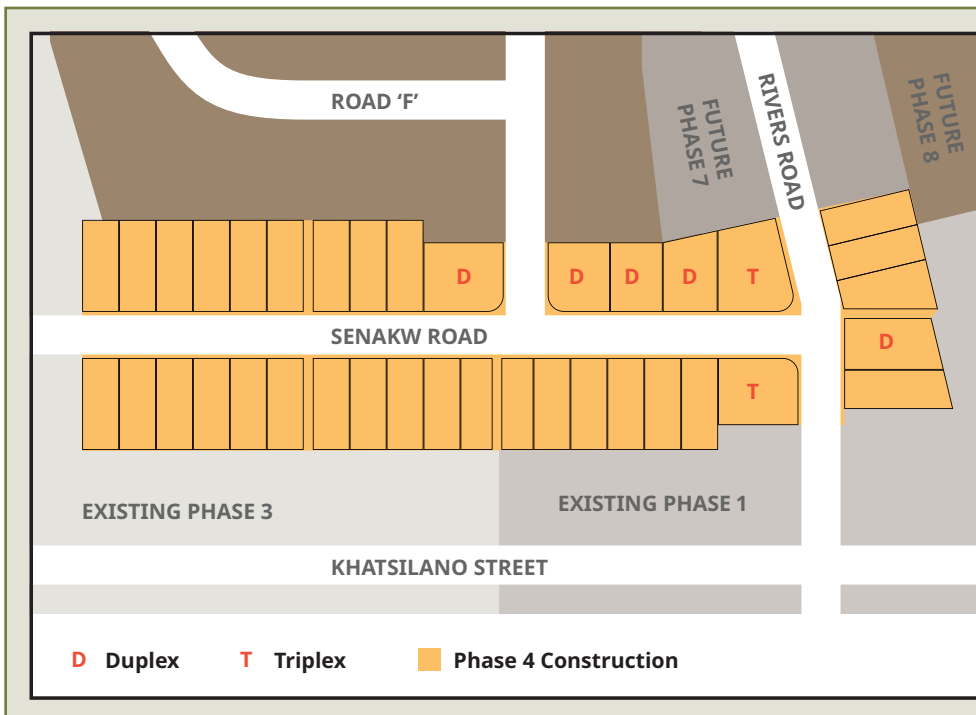 ROAD ‘F’
FUTURE
PHASE 7
RIVERS ROAD
FUTURE
PHASE 8
D
D
D
D
T
SENAKW ROAD
D
T
EXISTING PHASE 3
EXISTING PHASE 1
KHATSILANO STREET
D Duplex
T Triplex
Phase 4 Construction